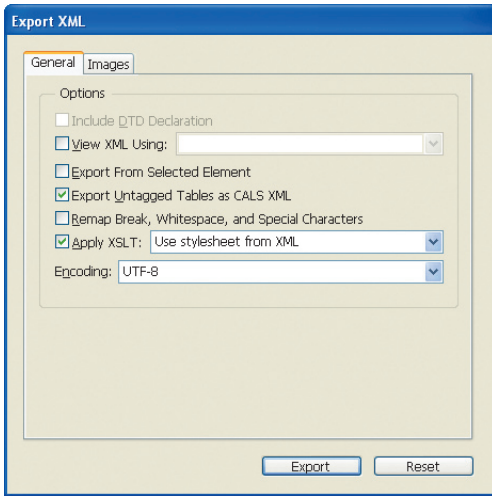 Export XML
General Images
Options
Include DTD Declaration
View XML Using:
Export From Selected Element
Export Untagged Tables as CALS XML
Remap Break, Whitespace, and Special Characters
Apply XSLT: Use stylesheet from XML
Encoding: UTF-8
Export Reset